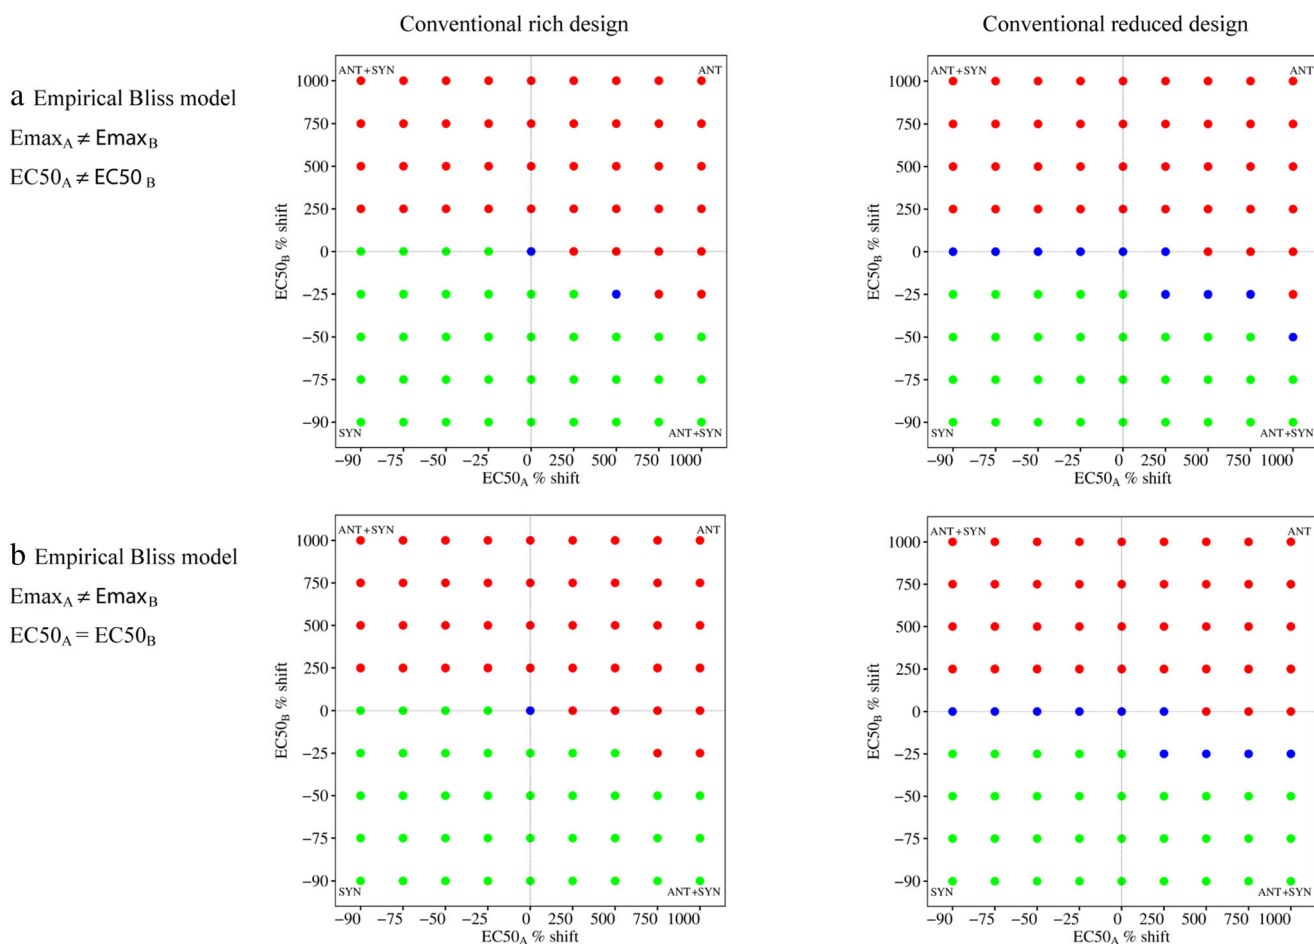 Conventional rich design
Conventional reduced design
a Empirical Bliss model
EmaxA ≠ EmaxB
EC50A ≠ EC50 B
ANT+SYN
ANT
1000
750
500
250
0
−25
−50
−75
−90
EC50B % shift
SYN
ANT+SYN
−90 −75 −50 −25 0 250 500 750 1000
EC50A % shift
ANT+SYN
ANT
1000
750
500
250
0
−25
−50
−75
−90
EC50B % shift
SYN
ANT+SYN
−90 −75 −50 −25 0 250 500 750 1000
EC50A % shift
b Empirical Bliss model
EmaxA ≠ EmaxB
EC50A = EC50B
ANT+SYN
ANT
1000
750
500
250
0
−25
−50
−75
−90
EC50B % shift
SYN
ANT+SYN
−90 −75 −50 −25 0 250 500 750 1000
EC50A % shift
ANT+SYN
ANT
1000
750
500
250
0
−25
−50
−75
−90
EC50B % shift
SYN
ANT+SYN
−90 −75 −50 −25 0 250 500 750 1000
EC50A % shift